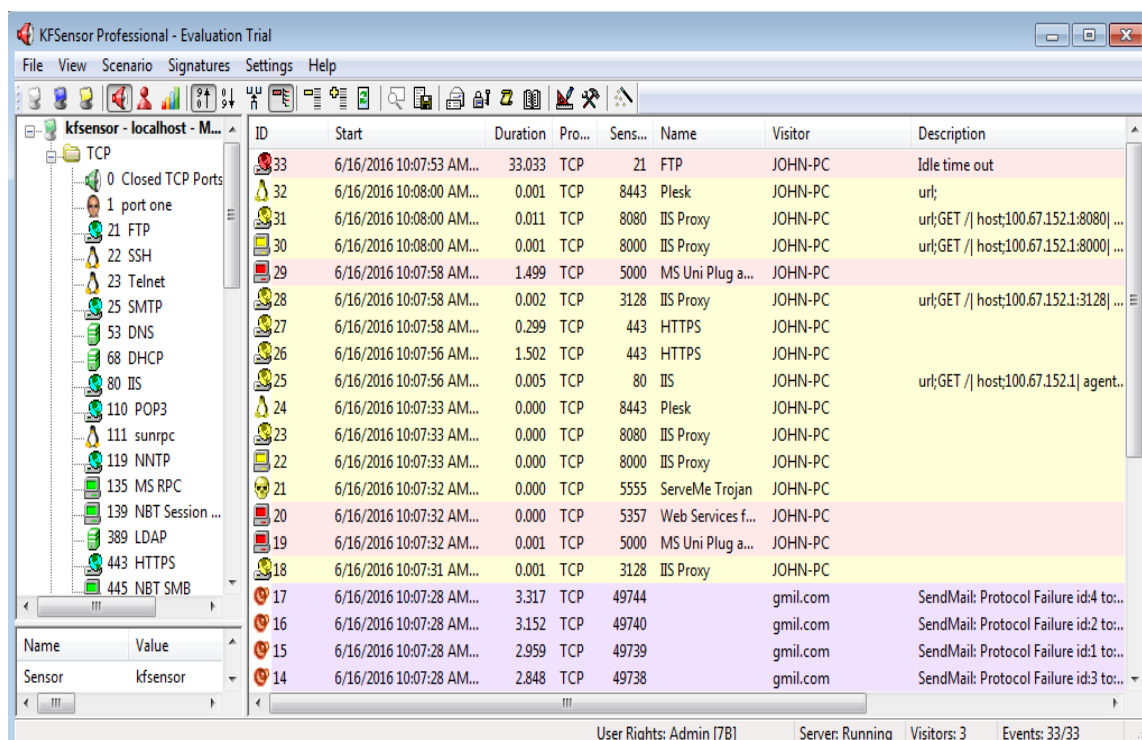 KFSensor Professional - Evaluation Trial
File View Scenario Signatures Settings Help
kfsensor - localhost - M...
TCP
0 Closed TCP Ports
1 port one
21 FTP
22 SSH
23 Telnet
25 SMTP
53 DNS
68 DHCP
80 IIS
110 POP3
111 sunrpc
119 NNTP
135 MS RPC
139 NBT Session ...
389 LDAP
443 HTTPS
445 NBT SMB
Name Value
Sensor kfsensor
ID Start Duration Pro... Sens... Name Visitor Description
33 6/16/2016 10:07:53 AM... 33.033 TCP 21 FTP JOHN-PC Idle time out
32 6/16/2016 10:08:00 AM... 0.001 TCP 8443 Plesk JOHN-PC url;
31 6/16/2016 10:08:00 AM... 0.011 TCP 8080 IIS Proxy JOHN-PC url;GET /| host;100.67.152.1:8080| ...
30 6/16/2016 10:08:00 AM... 0.001 TCP 8000 IIS Proxy JOHN-PC url;GET /| host;100.67.152.1:8000| ...
29 6/16/2016 10:07:58 AM... 1.499 TCP 5000 MS Uni Plug a... JOHN-PC
28 6/16/2016 10:07:58 AM... 0.002 TCP 3128 IIS Proxy JOHN-PC url;GET /| host;100.67.152.1:3128| ...
27 6/16/2016 10:07:58 AM... 0.299 TCP 443 HTTPS JOHN-PC
26 6/16/2016 10:07:56 AM... 1.502 TCP 443 HTTPS JOHN-PC
25 6/16/2016 10:07:56 AM... 0.005 TCP 80 IIS JOHN-PC url;GET /| host;100.67.152.1| agent...
24 6/16/2016 10:07:33 AM... 0.000 TCP 8443 Plesk JOHN-PC
23 6/16/2016 10:07:33 AM... 0.000 TCP 8080 IIS Proxy JOHN-PC
22 6/16/2016 10:07:33 AM... 0.000 TCP 8000 IIS Proxy JOHN-PC
21 6/16/2016 10:07:32 AM... 0.000 TCP 5555 ServeMe Trojan JOHN-PC
20 6/16/2016 10:07:32 AM... 0.000 TCP 5357 Web Services f... JOHN-PC
19 6/16/2016 10:07:32 AM... 0.001 TCP 5000 MS Uni Plug a... JOHN-PC
18 6/16/2016 10:07:31 AM... 0.001 TCP 3128 IIS Proxy JOHN-PC
17 6/16/2016 10:07:28 AM... 3.317 TCP 49744 gmil.com SendMail: Protocol Failure id:4 to:...
16 6/16/2016 10:07:28 AM... 3.152 TCP 49740 gmil.com SendMail: Protocol Failure id:2 to:...
15 6/16/2016 10:07:28 AM... 2.959 TCP 49739 gmil.com SendMail: Protocol Failure id:1 to:...
14 6/16/2016 10:07:28 AM... 2.848 TCP 49738 gmil.com SendMail: Protocol Failure id:3 to:...
User Rights: Admin [7B] Server: Running Visitors: 3 Events: 33/33